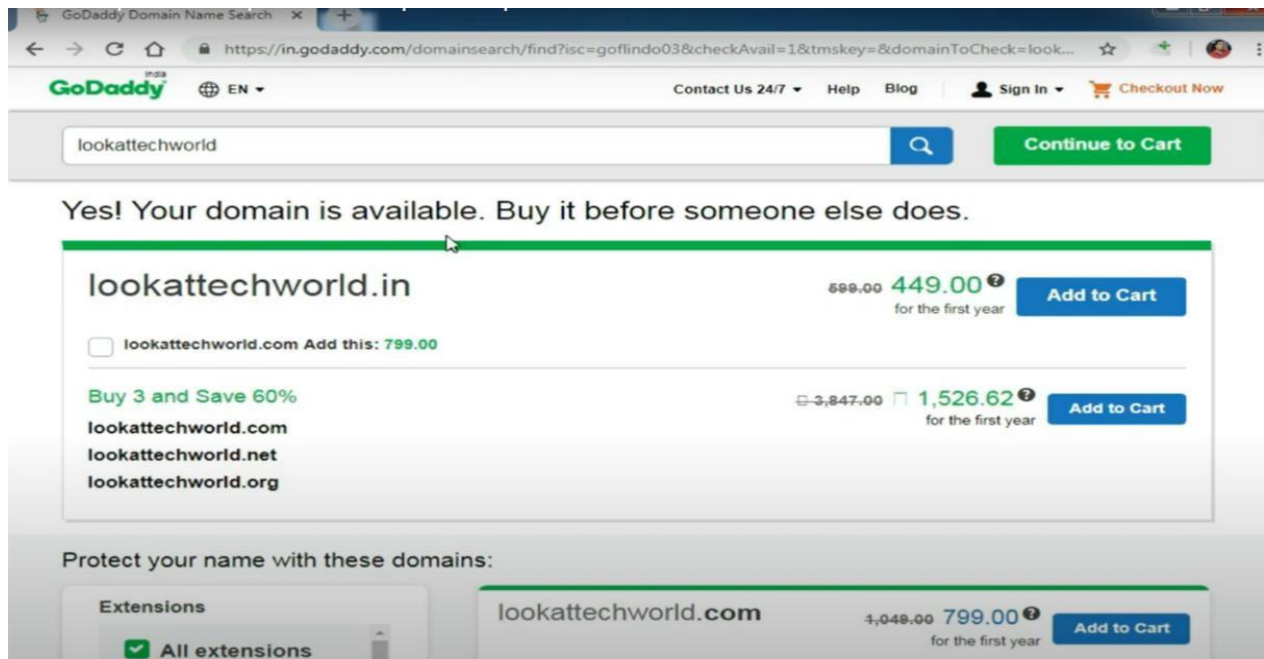 GoDaddy Domain Name Search
https://in.godaddy.com/domainsearch/find?isc=goflindo03&checkAvail=1&tmskey=&domainToCheck=look...
GoDaddy India EN Contact Us 24/7 Help Blog Sign In Checkout Now
lookattechworld Continue to Cart
Yes! Your domain is available. Buy it before someone else does.
lookattechworld.in 599.00 449.00 Add to Cart
for the first year
lookattechworld.com Add this: 799.00
Buy 3 and Save 60% 3,847.00 1,526.62 Add to Cart
for the first year
lookattechworld.com
lookattechworld.net
lookattechworld.org
Protect your name with these domains:
Extensions
All extensions
lookattechworld.com 1,049.00 799.00 Add to Cart
for the first year